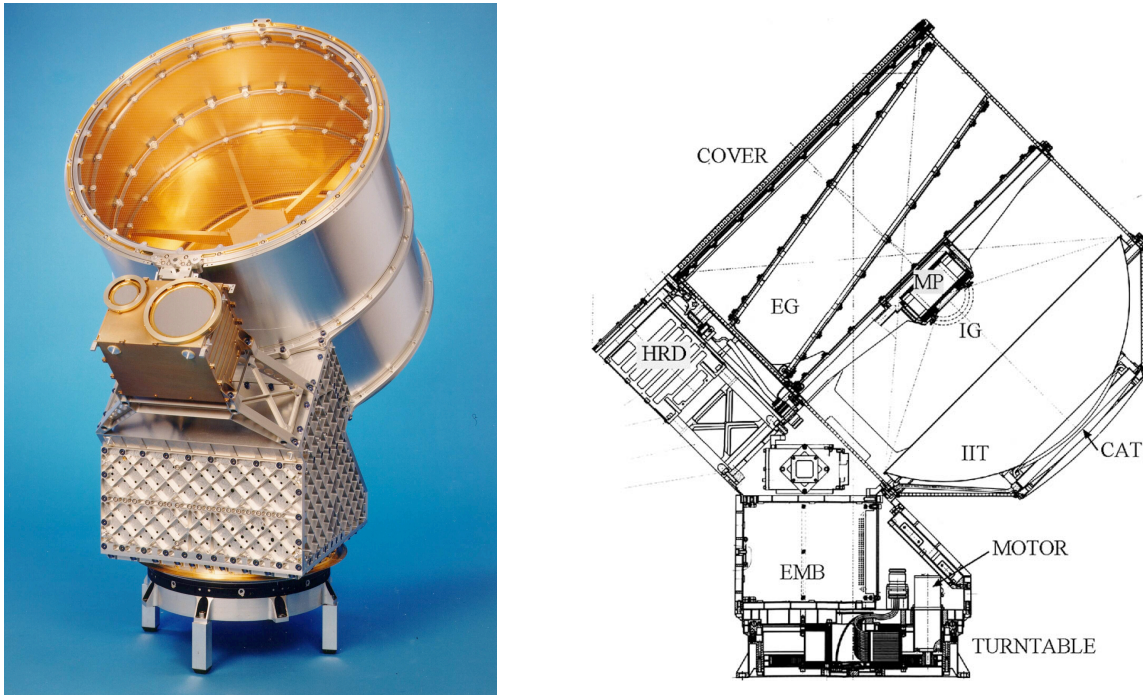 COVER
MP
EG
IG
HRD
IIT
CAT
MOTOR
EMB
TURNTABLE